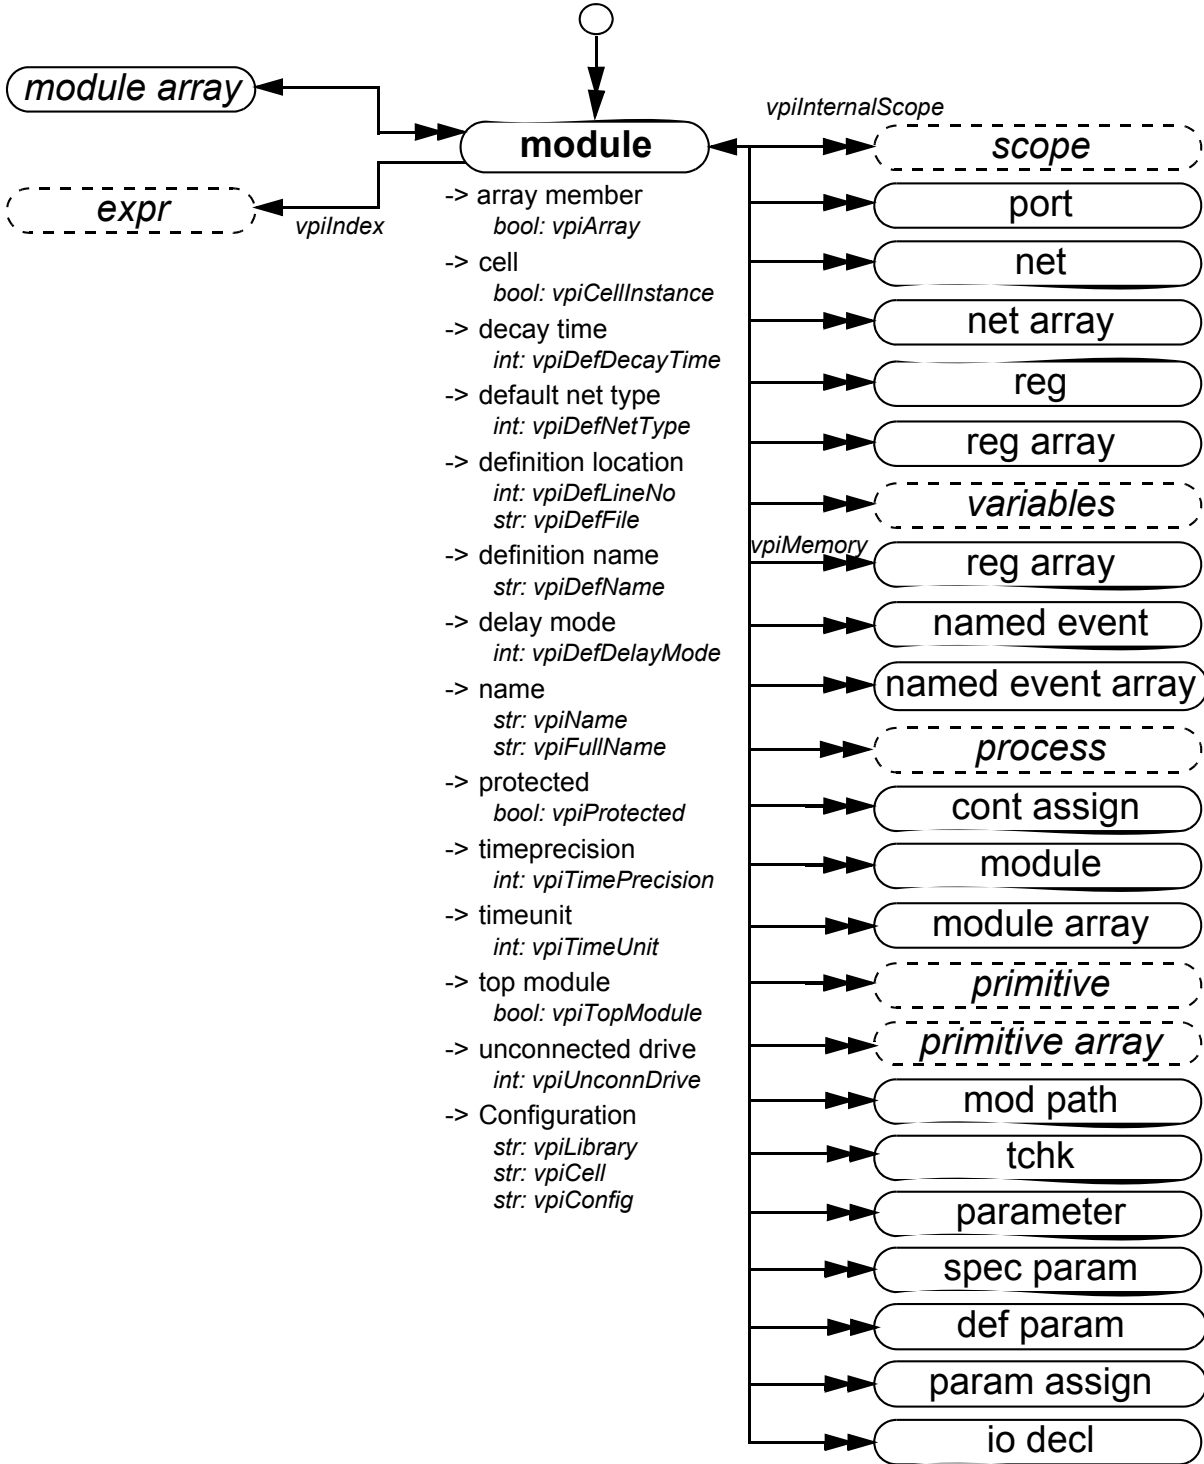 module array
expr
vpiIndex
module
-> array member
bool: vpiArray
-> cell
bool: vpiCellInstance
-> decay time
int: vpiDefDecayTime
-> default net type
int: vpiDefNetType
-> definition location
int: vpiDefLineNo
str: vpiDefFile
-> definition name
str: vpiDefName
-> delay mode
int: vpiDefDelayMode
-> name
str: vpiName
str: vpiFullName
-> protected
bool: vpiProtected
-> timeprecision
int: vpiTimePrecision
-> timeunit
int: vpiTimeUnit
-> top module
bool: vpiTopModule
-> unconnected drive
int: vpiUnconnDrive
-> Configuration
str: vpiLibrary
str: vpiCell
str: vpiConfig
vpiInternalScope
scope
port
net
net array
reg
reg array
variables
vpiMemory
reg array
named event
named event array
process
cont assign
module
module array
primitive
primitive array
mod path
tchk
parameter
spec param
def param
param assign
io decl